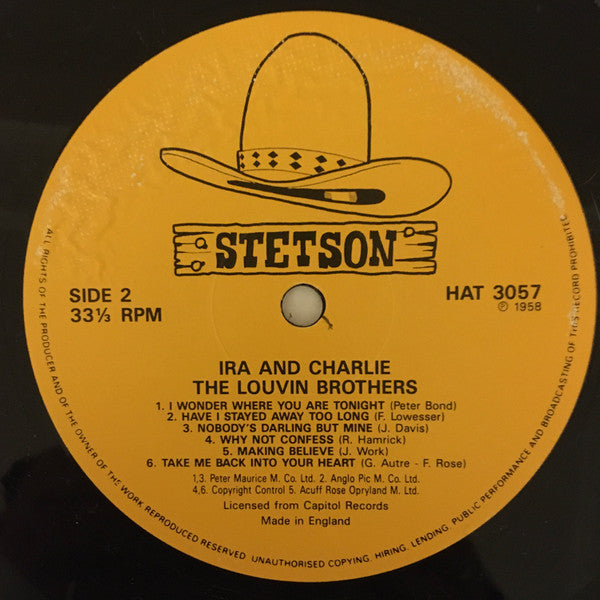 STETSON
SIDE 2
33⅓ RPM
HAT 3057
℗ 1958
IRA AND CHARLIE
THE LOUVIN BROTHERS
1. I WONDER WHERE YOU ARE TONIGHT (Peter Bond)
2. HAVE I STAYED AWAY TOO LONG (F. Lowesser)
3. NOBODY'S DARLING BUT MINE (J. Davis)
4. WHY NOT CONFESS (R. Hamrick)
5. MAKING BELIEVE (J. Work)
6. TAKE ME BACK INTO YOUR HEART (G. Autre - F. Rose)
1,3. Peter Maurice M. Co. Ltd. 2. Anglo Pic M. Co. Ltd.
4,6. Copyright Control 5. Acuff Rose Opryland M. Ltd.
Licensed from Capitol Records
Made in England
ALL RIGHTS OF THE PRODUCER AND OF THE OWNER OF THE WORK REPRODUCED RESERVED. UNAUTHORISED COPYING, HIRING, LENDING, PUBLIC PERFORMANCE AND BROADCASTING OF THIS RECORD PROHIBITED